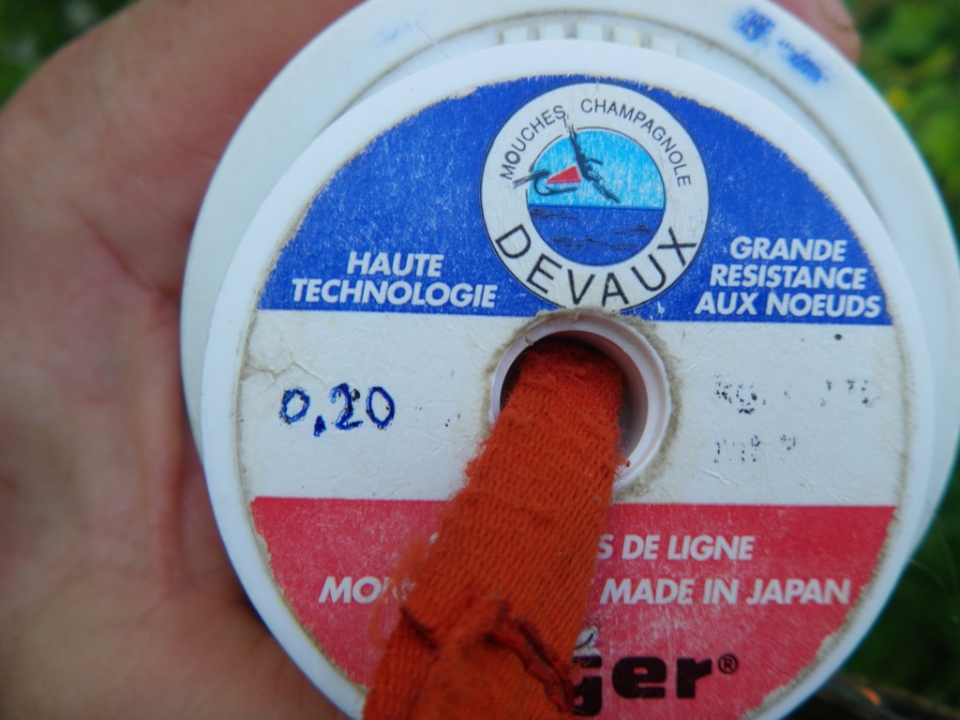 MOUCHES CHAMPAGNOLE
DEVAUX
HAUTE
TECHNOLOGIE
GRANDE
RESISTANCE
AUX NOEUDS
0,20
DE LIGNE
MADE IN JAPAN